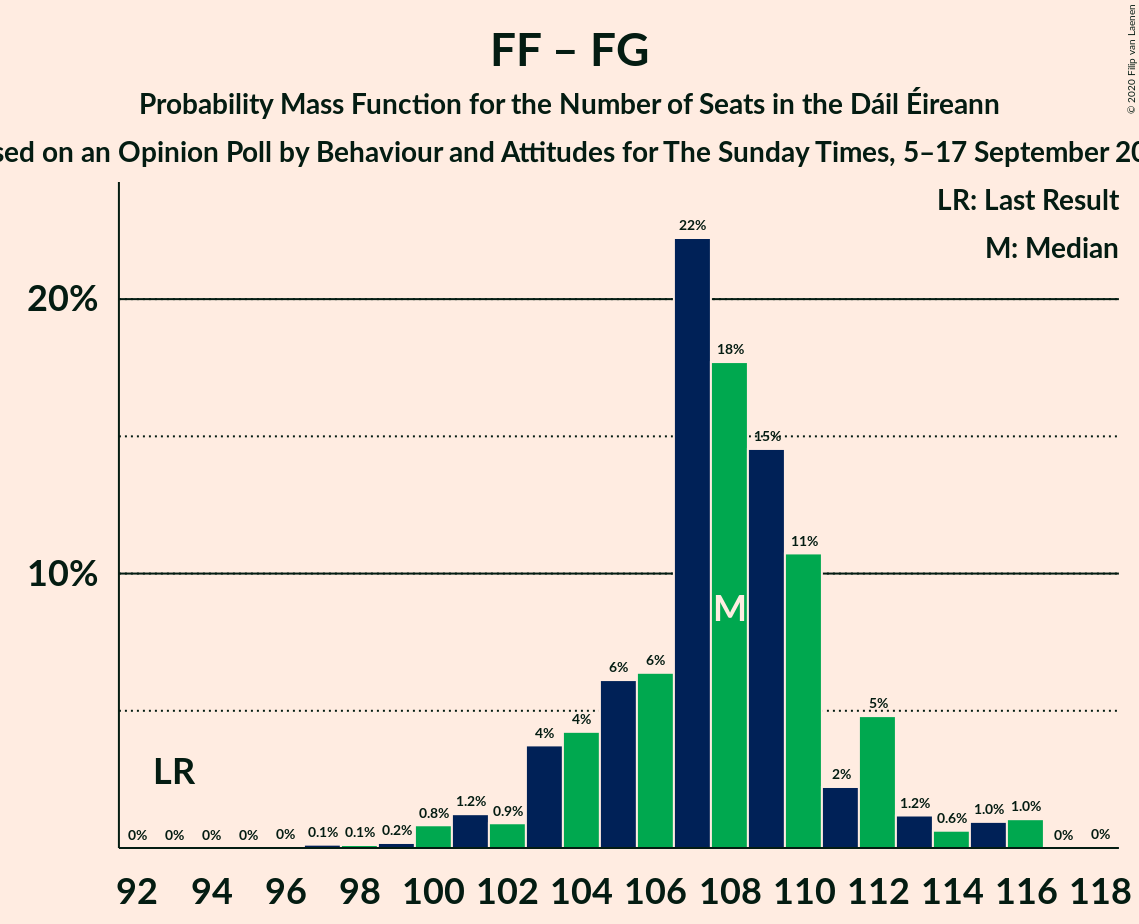 FF – FG
Probability Mass Function for the Number of Seats in the Dáil Éireann
on an Opinion Poll by Behaviour and Attitudes for The Sunday Times, 5–17 September
© 2020 Filip van Laenen
LR: Last Result
M: Median
22%
20%
18%
15%
11%
10%
M
6% 6%
5%
4% 4%
LR
2%
0% 0% 0% 0% 0% 0.1% 0.1% 0.2% 0.8% 1.2% 0.9% 1.2% 0.6% 1.0% 1.0% 0% 0%
92 94 96 98 100 102 104 106 108 110 112 114 116 118